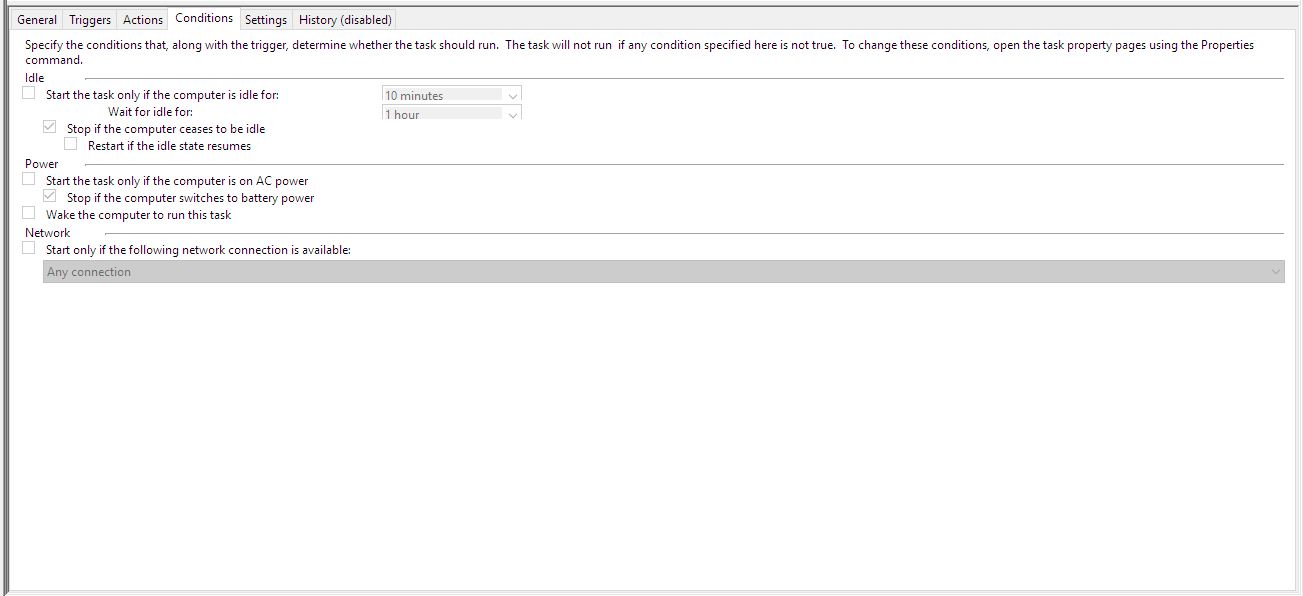 General Triggers Actions Conditions Settings History (disabled)
Specify the conditions that, along with the trigger, determine whether the task should run.  The task will not run  if any condition specified here is not true.  To change these conditions, open the task property pages using the Properties
command.
Idle
Start the task only if the computer is idle for: 10 minutes
Wait for idle for: 1 hour
Stop if the computer ceases to be idle
Restart if the idle state resumes
Power
Start the task only if the computer is on AC power
Stop if the computer switches to battery power
Wake the computer to run this task
Network
Start only if the following network connection is available:
Any connection